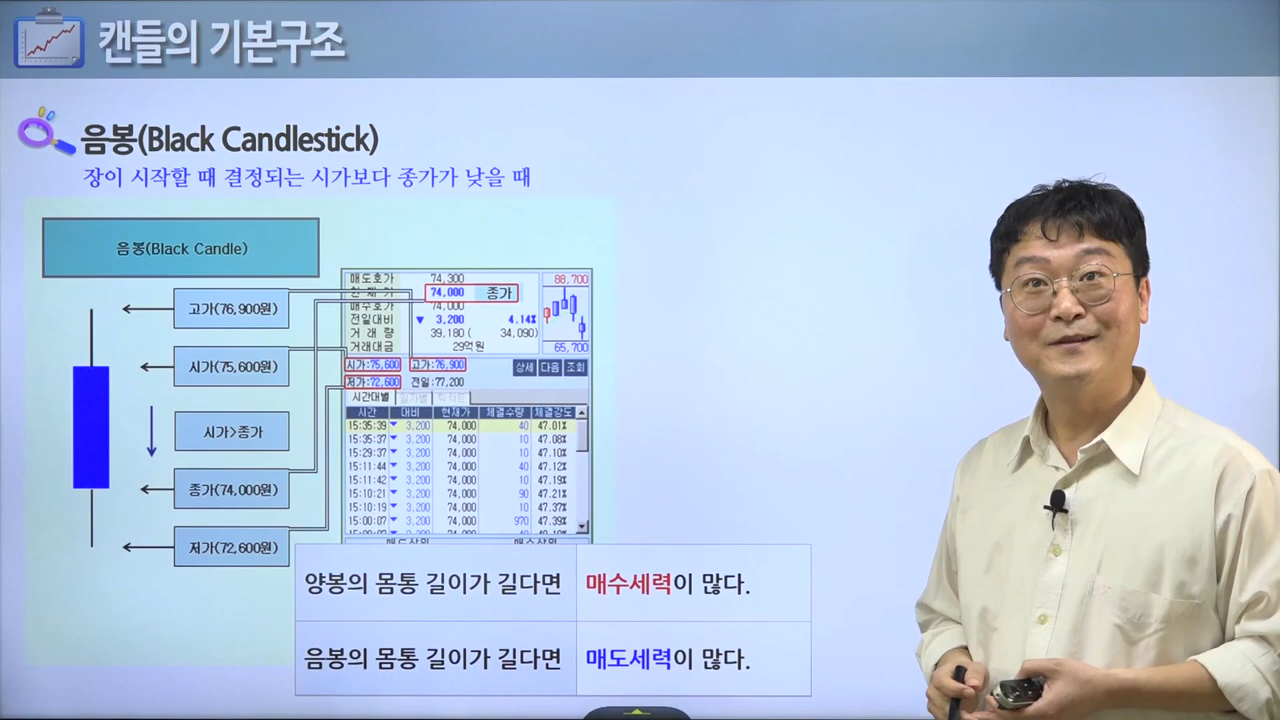 캔들의 기본구조
음봉(Black Candlestick)
장이 시작할 때 결정되는 시가보다 종가가 낮을 때
음봉(Black Candle)
고가(76,900원)
시가(75,600원)
시가>종가
종가(74,000원)
저가(72,600원)
매도호가 74,300
현 재 가 74,000 종가
매수호가 74,000
전일대비 ▼ 3,200 4.14%
거 래 량 39,180 ( 34,090)
거래대금 29억원
88,700
65,700
시가:75,600 고가:76,900
저가:72,600 전일:77,200
상세 다음 조회
시간대별
시간 대비 현재가 체결수량 체결강도
15:35:39 ▼ 3,200 74,000 40 47.01%
15:35:37 ▼ 3,200 74,000 10 47.08%
15:29:37 ▼ 3,200 74,000 10 47.10%
15:11:44 ▼ 3,200 74,000 40 47.12%
15:11:42 ▼ 3,200 74,000 10 47.19%
15:10:21 ▼ 3,200 74,000 90 47.21%
15:10:19 ▼ 3,200 74,000 10 47.37%
15:00:07 ▼ 3,200 74,000 970 47.39%
양봉의 몸통 길이가 길다면 매수세력이 많다.
음봉의 몸통 길이가 길다면 매도세력이 많다.